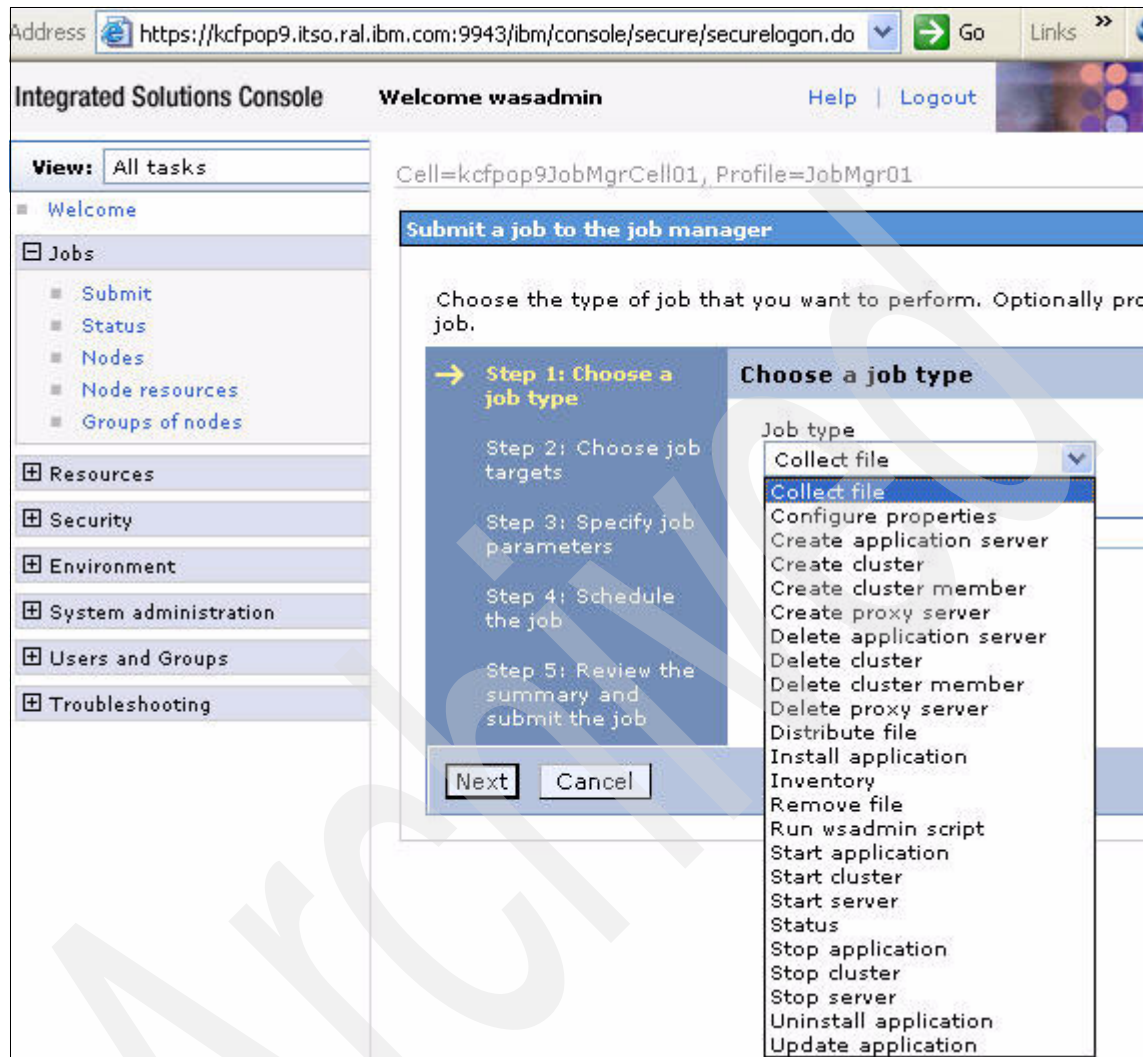 Address https://kcfpop9.itso.ral.ibm.com:9943/ibm/console/secure/securelogon.do Go Links »
Integrated Solutions Console Welcome wasadmin Help | Logout
View: All tasks
Welcome
Jobs
Submit
Status
Nodes
Node resources
Groups of nodes
Resources
Security
Environment
System administration
Users and Groups
Troubleshooting
Cell=kcfpop9JobMgrCell01, Profile=JobMgr01
Submit a job to the job manager
Choose the type of job that you want to perform. Optionally pro
job.
Step 1: Choose a
job type
Step 2: Choose job
targets
Step 3: Specify job
parameters
Step 4: Schedule
the job
Step 5: Review the
summary and
submit the job
Next Cancel
Choose a job type
Job type
Collect file
Collect file
Configure properties
Create application server
Create cluster
Create cluster member
Create proxy server
Delete application server
Delete cluster
Delete cluster member
Delete proxy server
Distribute file
Install application
Inventory
Remove file
Run wsadmin script
Start application
Start cluster
Start server
Status
Stop application
Stop cluster
Stop server
Uninstall application
Update application
Archived